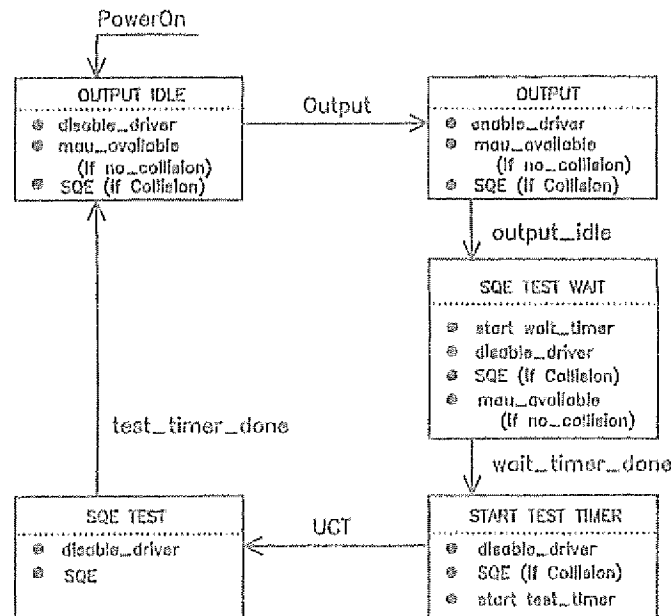 PowerOn
OUTPUT IDLE
disable_driver
mau_available
(If no_collision)
SQE (If Collision)
Output
OUTPUT
enable_driver
mau_available
(If no_collision)
SQE (If Collision)
output_idle
SQE TEST WAIT
start wait_timer
disable_driver
SQE (If Collision)
mau_available
(If no_collision)
test_timer_done
wait_timer_done
SQE TEST
disable_driver
SQE
UCT
START TEST TIMER
disable_driver
SQE (If Collision)
start test_timer